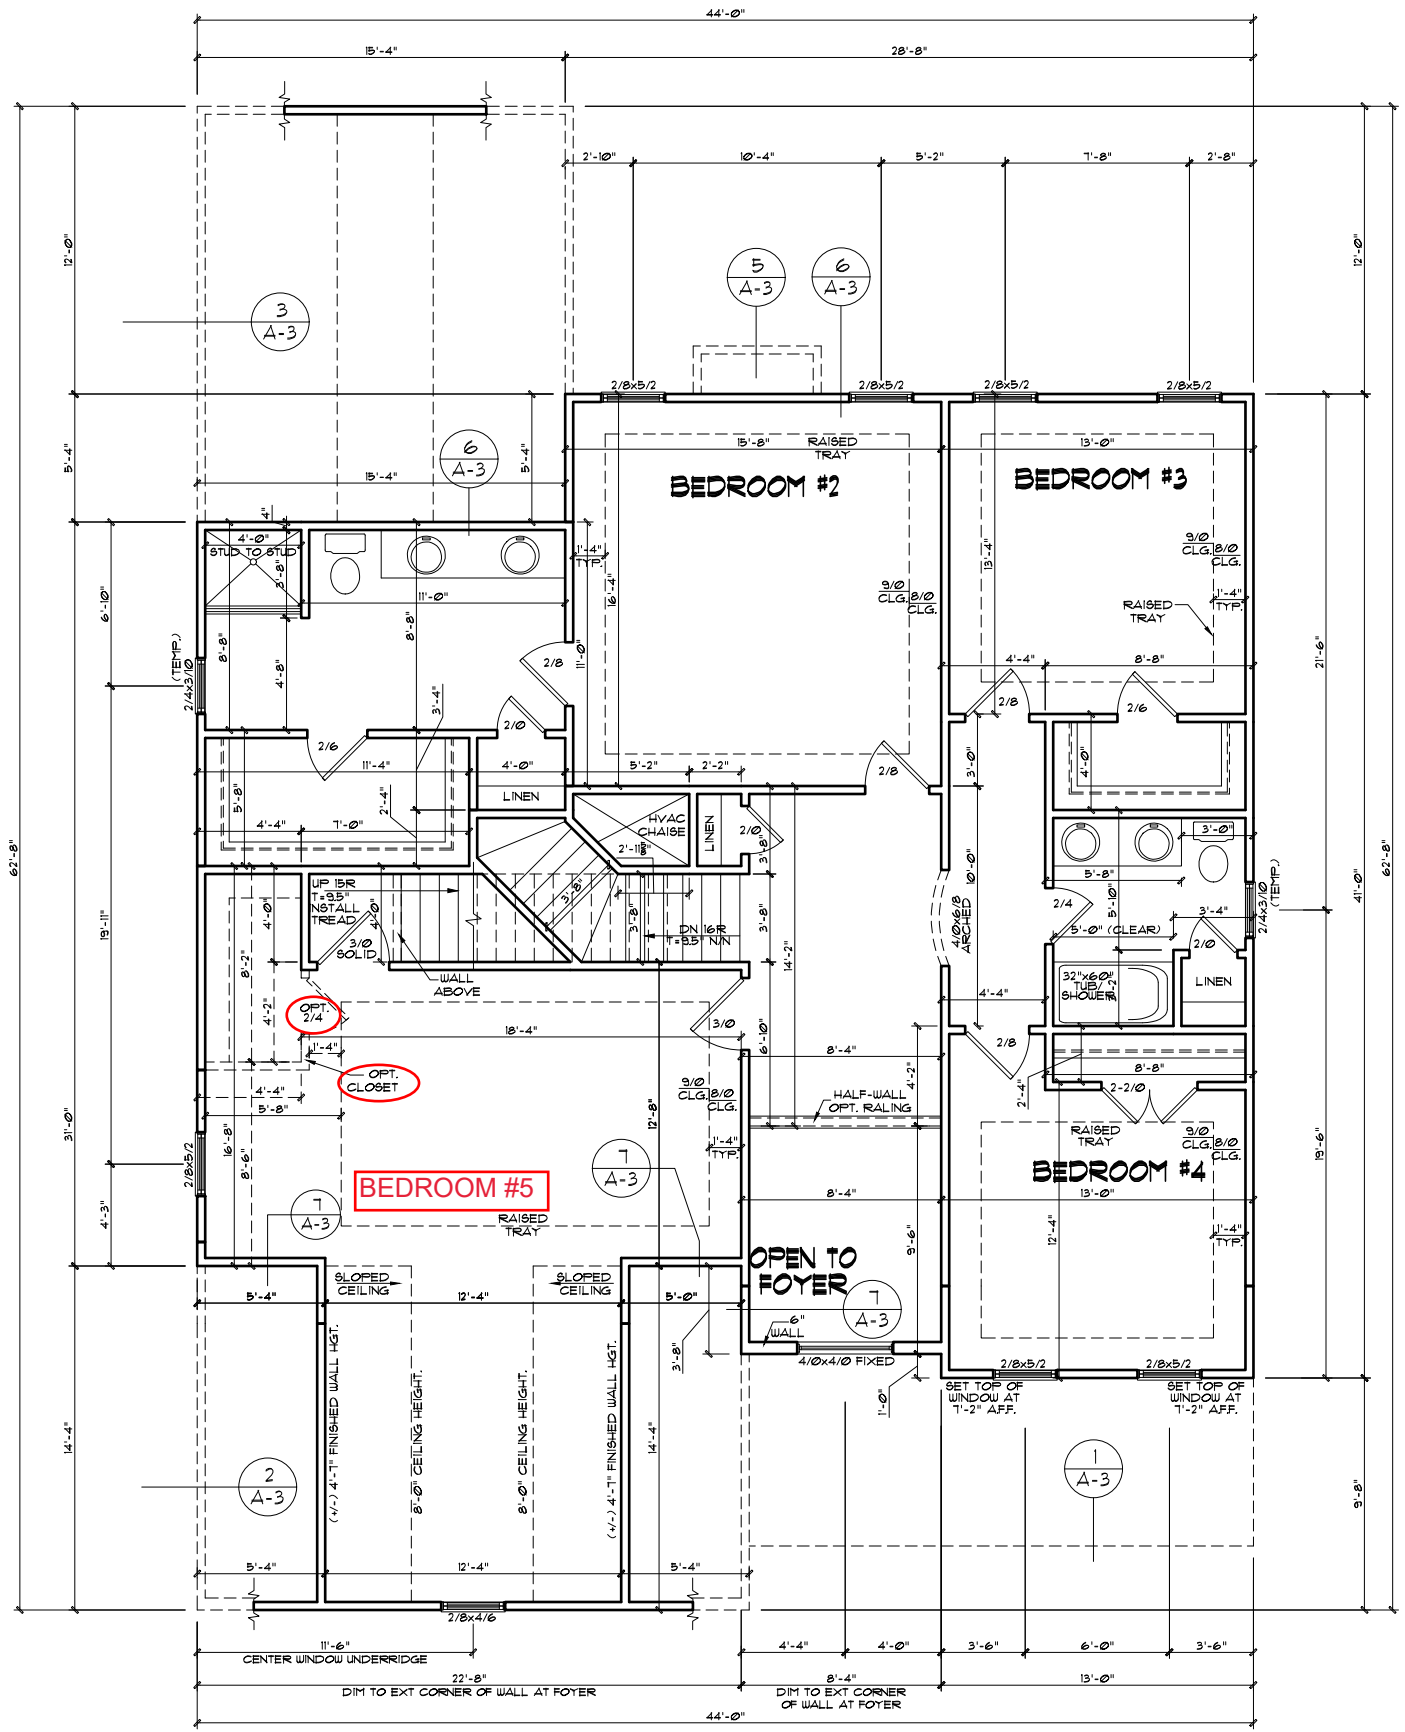 44'-0"
15'-4"
28'-8"
2'-10"
10'-4"
5'-2"
7'-8"
2'-8"
12'-0"
12'-0"
5
A-3
6
A-3
3
A-3
2/8x5/2
2/8x5/2
2/8x5/2
2/8x5/2
5'-4"
5'-4"
6
A-3
15'-4"
15'-8"
RAISED
TRAY
13'-0"
BEDROOM #2
BEDROOM #3
4"
4'-0"
STUD TO STUD
3'-8"
11'-0"
1'-4"
TYP.
16'-4"
13'-4"
9/0
CLG.
8/0
CLG.
9/0
CLG.
8/0
CLG.
1'-4"
TYP.
RAISED
TRAY
6'-10"
8'-8"
4'-8"
8'-8"
11'-0"
(TEMP.)
2/4x3/10
2/8
3'-4"
2/0
2/6
4'-4"
8'-8"
2/8
2/6
21'-6"
11'-4"
4'-0"
5'-2"
2'-2"
2/8
3'-0"
4'-0"
5'-8"
2'-4"
LINEN
4'-4"
7'-0"
HVAC
CHAISE
LINEN
2/0
2'-11
3'-8"
3'-0"
62'-8"
62'-8"
41'-0"
19'-11"
UP 15R
T=9.5"
INSTALL
TREAD
4'-0"
4'-0"
3'-8"
3'-8"
3'-8"
10'-0"
5'-8"
2/4
5'-10"
3'-4"
2/4x3/10
(TEMP.)
DN 16R
T=9.5" N/N
4/0x6/8
ARCHED
5'-0" (CLEAR)
2/0
3/0
SOLID
8'-2"
14'-2"
WALL
ABOVE
4'-2"
32"x60"
TUB/
SHOWER
LINEN
4'-4"
OPT.
2/4
18'-4"
3/0
6'-10"
8'-4"
2/8
1'-4"
OPT.
CLOSET
4'-2"
8'-8"
4'-4"
9/0
CLG.
8/0
CLG.
HALF-WALL
OPT. RALING
2'-4"
2-2/0
5'-8"
12'-8"
31'-0"
16'-8"
8'-6"
1'-4"
TYP.
RAISED
TRAY
9/0
CLG.
8/0
CLG.
19'-6"
2/8x5/2
7
A-3
BEDROOM #4
BEDROOM #5
8'-4"
13'-0"
4'-3"
7
A-3
RAISED
TRAY
9'-6"
12'-4"
1'-4"
TYP.
OPEN TO
FOYER
SLOPED
CEILING
SLOPED
CEILING
5'-4"
12'-4"
5'-0"
7
A-3
6"
WALL
3'-8"
4/0x4/0 FIXED
2/8x5/2
2/8x5/2
1'-0"
SET TOP OF
WINDOW AT
7'-2" A.F.F.
SET TOP OF
WINDOW AT
7'-2" A.F.F.
14'-4"
(+/-) 4'-7" FINISHED WALL HGT.
8'-0" CEILING HEIGHT.
8'-0" CEILING HEIGHT.
(+/-) 4'-7" FINISHED WALL HGT.
14'-4"
2
A-3
1
A-3
9'-8"
5'-4"
12'-4"
5'-4"
2/8x4/6
11'-6"
CENTER WINDOW UNDERRIDGE
4'-4"
4'-0"
3'-6"
6'-0"
3'-6"
22'-8"
DIM TO EXT CORNER OF WALL AT FOYER
8'-4"
DIM TO EXT CORNER
OF WALL AT FOYER
13'-0"
44'-0"